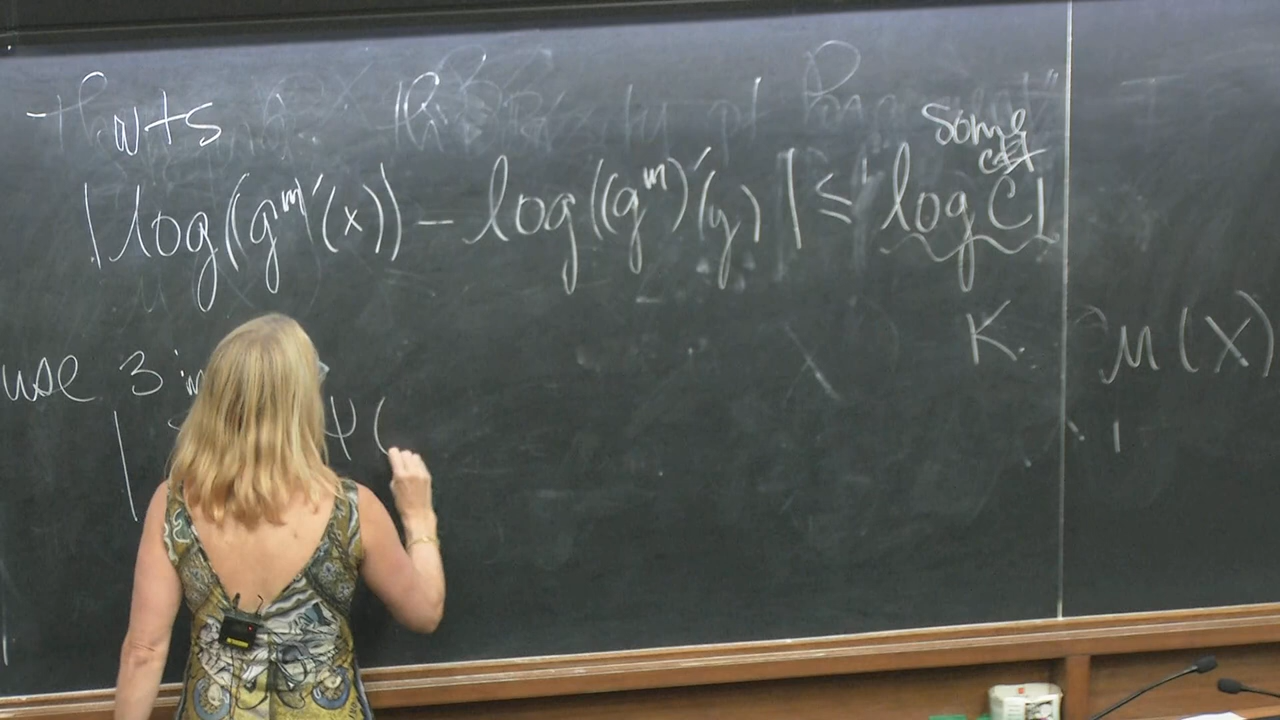 wts
some cst
|log((g^m)'(x)) - log((g^m)'(y))| ≤ |log C|
K.
μ(X)
use 3
ψ(